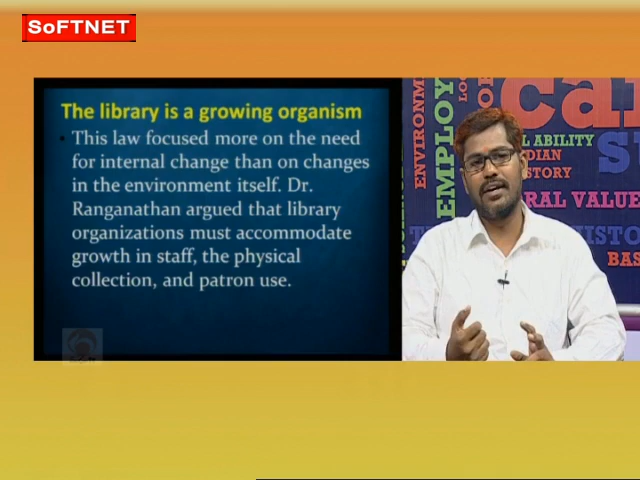 SoFTNET
The library is a growing organism
• This law focused more on the need
for internal change than on changes
in the environment itself. Dr.
Ranganathan argued that library
organizations must accommodate
growth in staff, the physical
collection, and patron use.
ENVIRONM
EMPLOY
L ABILITY
DIAN
STORY
RAL VALUE
HISTO
BAS